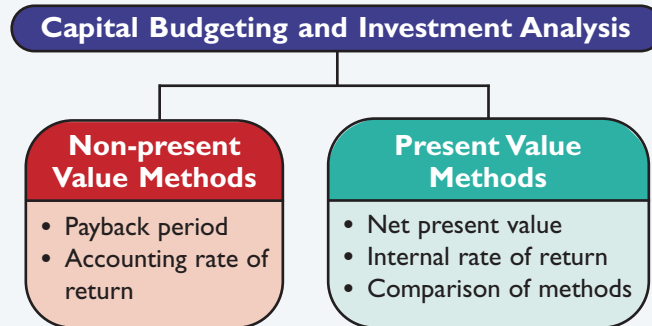 Capital Budgeting and Investment Analysis
Non-present
Value Methods
• Payback period
• Accounting rate of
return
Present Value
Methods
• Net present value
• Internal rate of return
• Comparison of methods